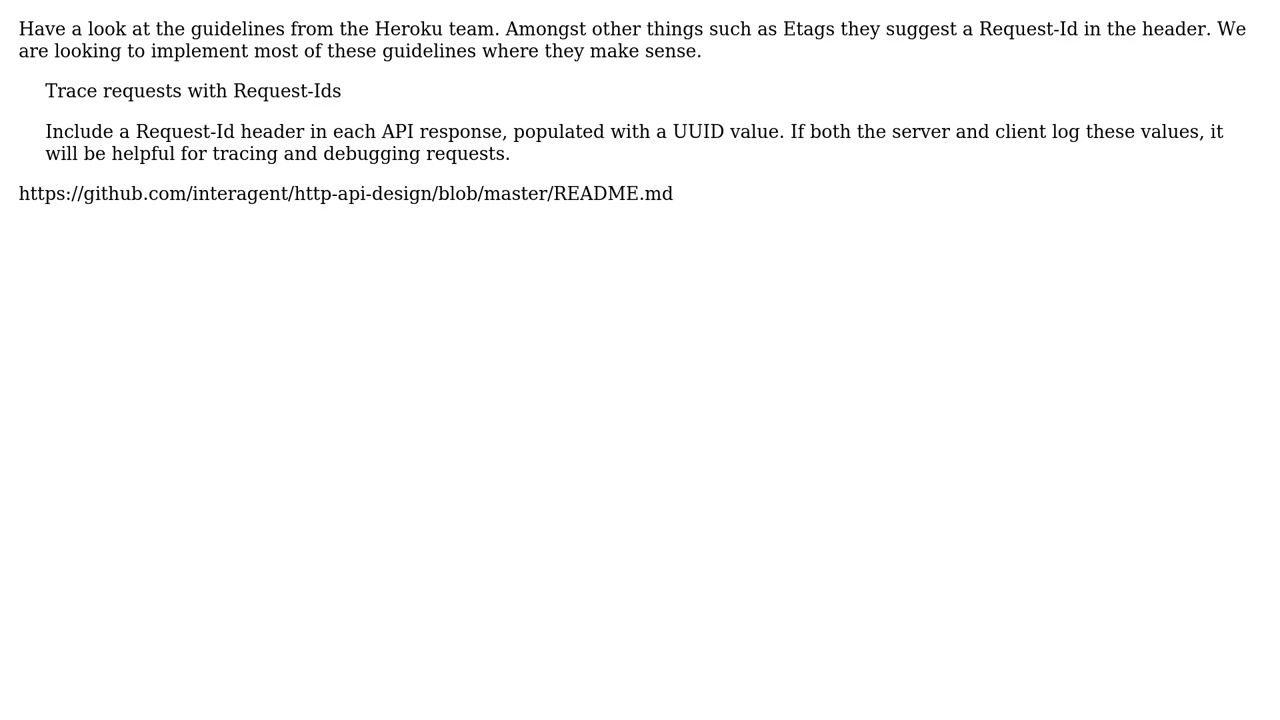 Have a look at the guidelines from the Heroku team. Amongst other things such as Etags they suggest a Request-Id in the header. We
are looking to implement most of these guidelines where they make sense.
Trace requests with Request-Ids
Include a Request-Id header in each API response, populated with a UUID value. If both the server and client log these values, it
will be helpful for tracing and debugging requests.
https://github.com/interagent/http-api-design/blob/master/README.md